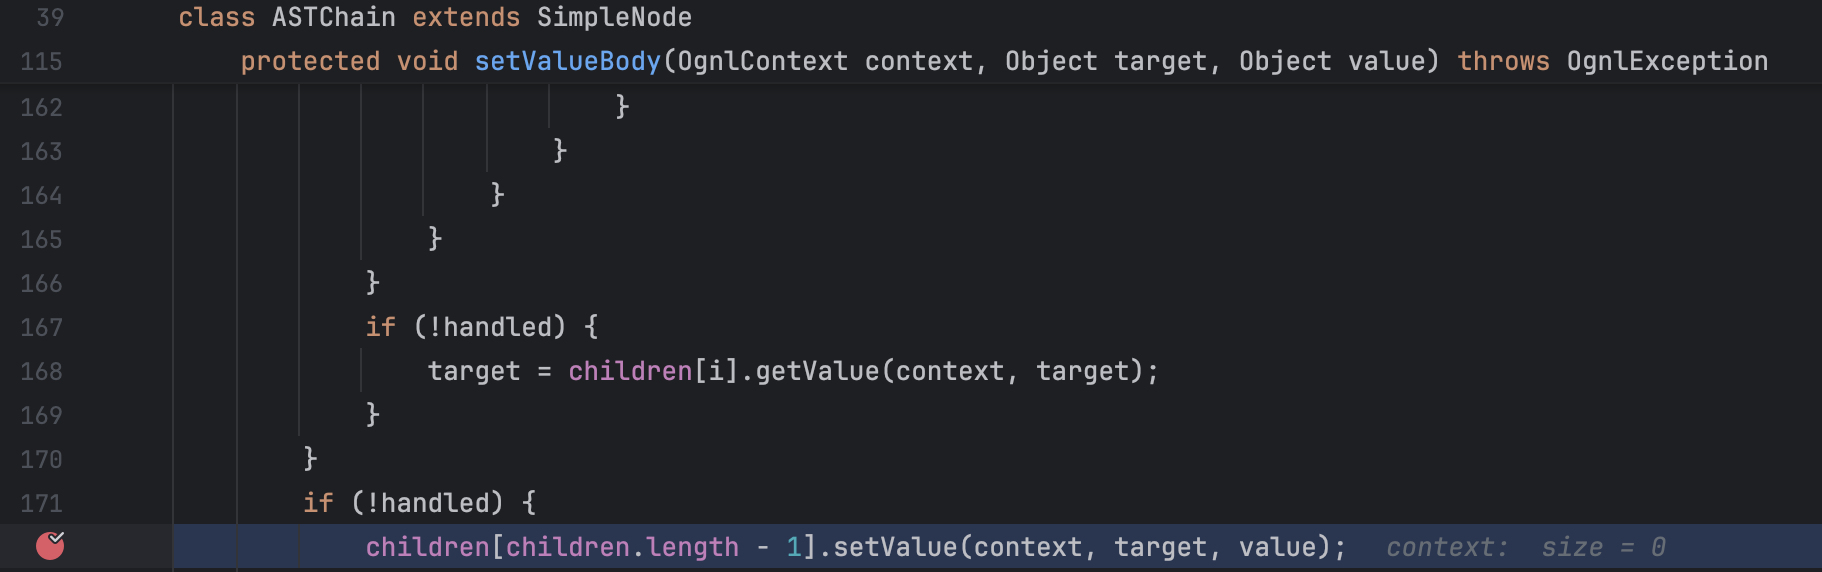 39 class ASTChain extends SimpleNode
115 protected void setValueBody(OgnlContext context, Object target, Object value) throws OgnlException
162 }
163 }
164 }
165 }
166 }
167 if (!handled) {
168 target = children[i].getValue(context, target);
169 }
170 }
171 if (!handled) {
children[children.length - 1].setValue(context, target, value); context: size = 0